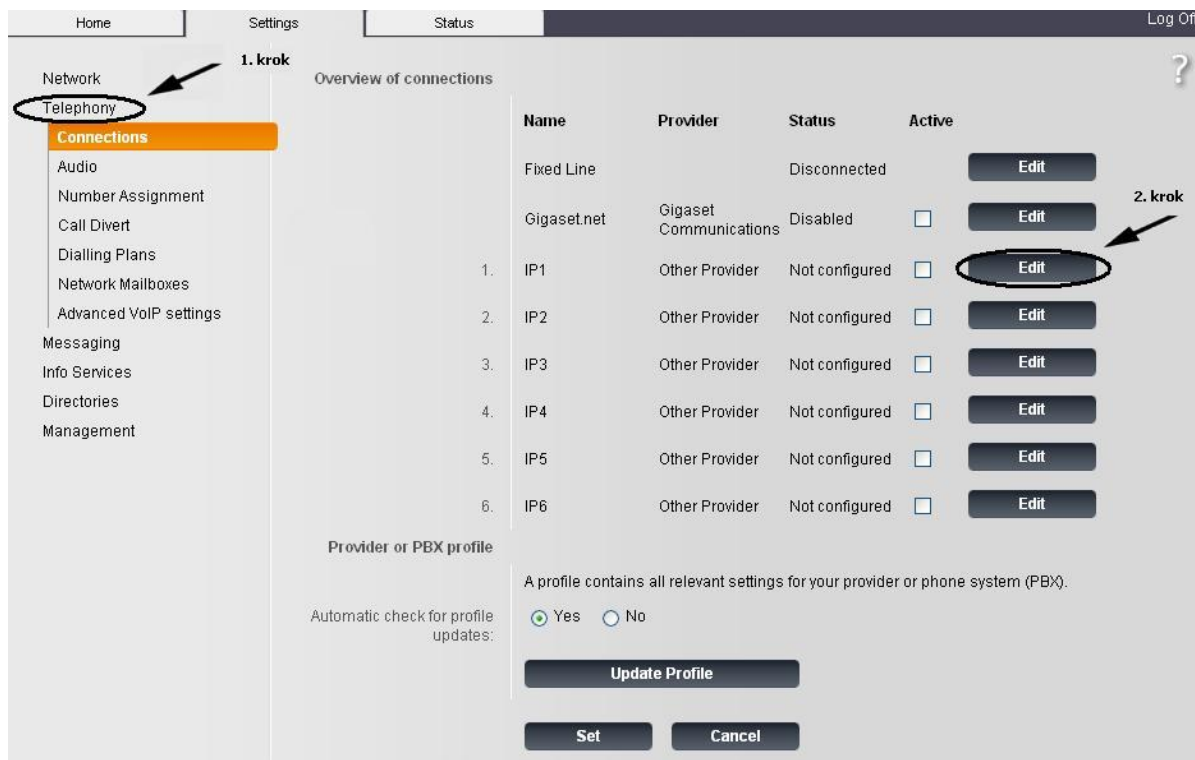 Home Settings Status Log Of
1. krok
Network
Telephony
Connections
Audio
Number Assignment
Call Divert
Dialling Plans
Network Mailboxes
Advanced VoIP settings
Messaging
Info Services
Directories
Management
Overview of connections
?
Name Provider Status Active
Fixed Line Disconnected Edit
2. krok
Gigaset.net Gigaset Communications Disabled Edit
1. IP1 Other Provider Not configured Edit
2. IP2 Other Provider Not configured Edit
3. IP3 Other Provider Not configured Edit
4. IP4 Other Provider Not configured Edit
5. IP5 Other Provider Not configured Edit
6. IP6 Other Provider Not configured Edit
Provider or PBX profile
A profile contains all relevant settings for your provider or phone system (PBX).
Automatic check for profile
updates:
Yes No
Update Profile
Set Cancel